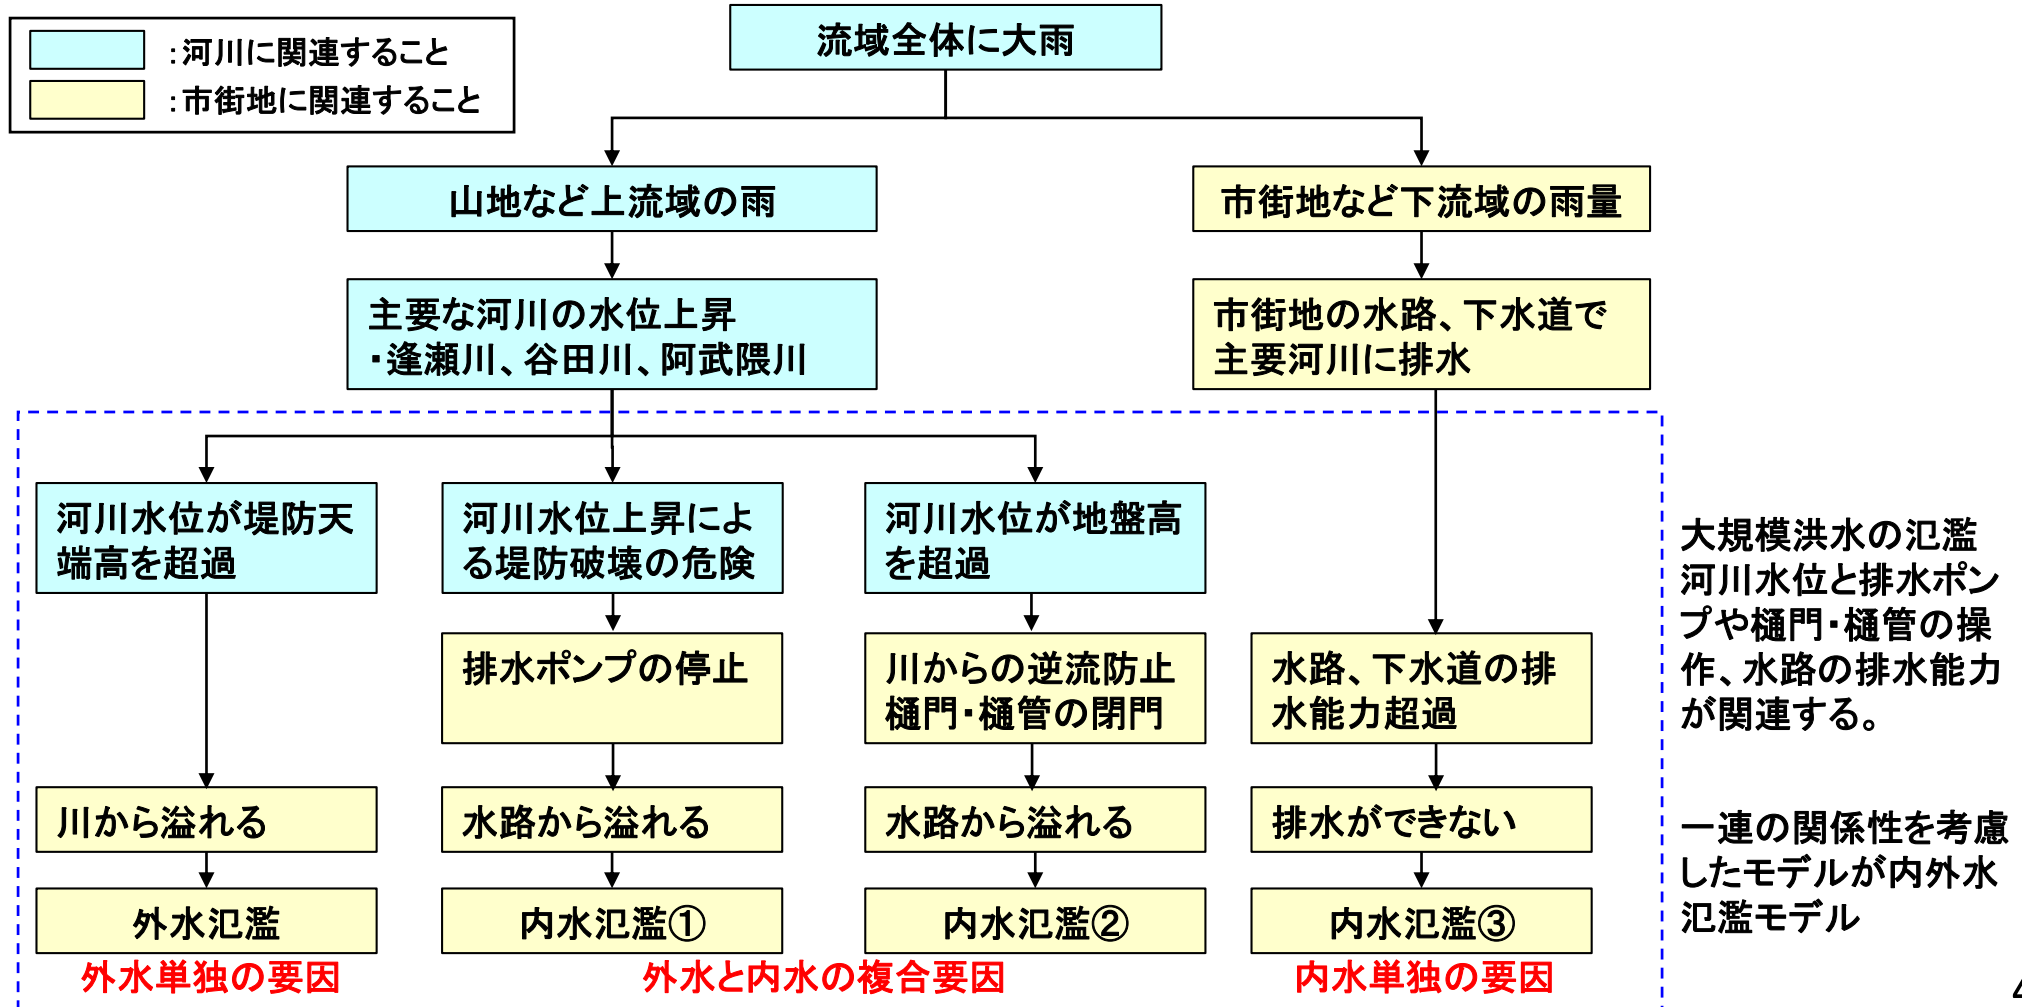 ：河川に関連すること
：市街地に関連すること
流域全体に大雨
山地など上流域の雨
市街地など下流域の雨量
主要な河川の水位上昇
・逢瀬川、谷田川、阿武隈川
市街地の水路、下水道で
主要河川に排水
河川水位が堤防天
端高を超過
河川水位上昇によ
る堤防破壊の危険
河川水位が地盤高
を超過
排水ポンプの停止
川からの逆流防止
樋門・樋管の閉門
水路、下水道の排
水能力超過
川から溢れる
水路から溢れる
水路から溢れる
排水ができない
外水氾濫
内水氾濫①
内水氾濫②
内水氾濫③
外水単独の要因
外水と内水の複合要因
内水単独の要因
大規模洪水の氾濫
河川水位と排水ポン
プや樋門・樋管の操
作、水路の排水能力
が関連する。
一連の関係性を考慮
したモデルが内外水
氾濫モデル